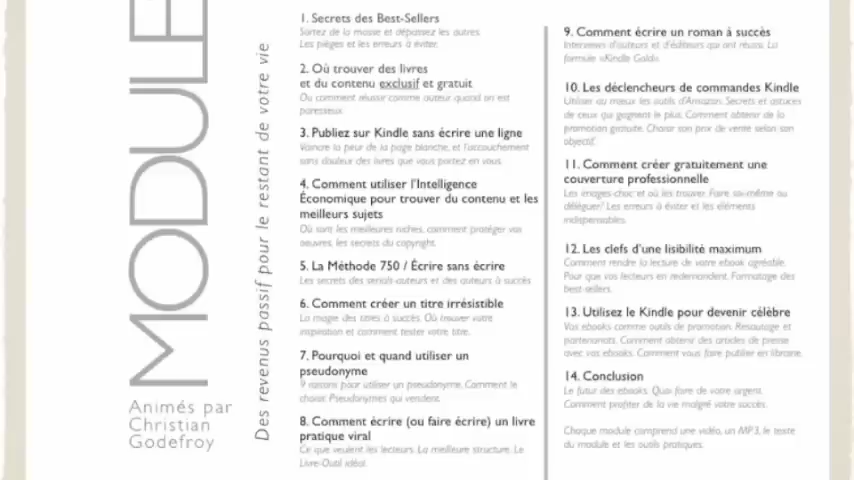 MODULE
Animés par
Christian
Godefroy
Des revenus passif pour le restant de votre vie
1. Secrets des Best-Sellers
Sortez de la masse et dépassez les autres.
Les pièges et les erreurs à éviter.
2. Où trouver des livres
et du contenu exclusif et gratuit
Ou comment réussir comme auteur quand on est
paresseux.
3. Publiez sur Kindle sans écrire une ligne
Vaincre la peur de la page blanche, et l'accouchement
sans douleur des livres que vous portez en vous.
4. Comment utiliser l'Intelligence
Économique pour trouver du contenu et les
meilleurs sujets
Où sont les meilleures niches, comment protéger vos
oeuvres, les secrets du copyright.
5. La Méthode 750 / Écrire sans écrire
Les secrets des serials-auteurs et des auteurs à succès
6. Comment créer un titre irrésistible
La magie des titres à succès. Où trouver votre
inspiration et comment tester votre titre.
7. Pourquoi et quand utiliser un
pseudonyme
9 raisons pour utiliser un pseudonyme. Comment le
choisir. Pseudonymes qui vendent.
8. Comment écrire (ou faire écrire) un livre
pratique viral
Ce que veulent les lecteurs. La meilleure structure. Le
Livre-Outil idéal.
9. Comment écrire un roman à succès
Interviews d'auteurs et d'éditeurs qui ont réussi. La
formule «Kindle Gold».
10. Les déclencheurs de commandes Kindle
Utiliser au mieux les outils d'Amazon. Secrets et astuces
de ceux qui gagnent le plus. Comment obtenir de la
promotion gratuite. Choisir son prix de vente selon son
objectif.
11. Comment créer gratuitement une
couverture professionnelle
Les images-choc et où les trouver. Faire soi-même ou
déléguer? Les erreurs à éviter et les éléments
indispensables.
12. Les clefs d'une lisibilité maximum
Comment rendre la lecture de votre ebook agréable.
Pour que vos lecteurs en redemandent. Formatage des
best-sellers.
13. Utilisez le Kindle pour devenir célèbre
Vos ebooks comme outils de promotion. Réseautage et
partenariats. Comment obtenir des articles de presse
avec vos ebooks. Comment vous faire publier en librairie.
14. Conclusion
Le futur des ebooks. Quoi faire de votre argent.
Comment profiter de la vie malgré votre succès.
Chaque module comprend une vidéo, un MP3, le texte
du module et les outils pratiques.